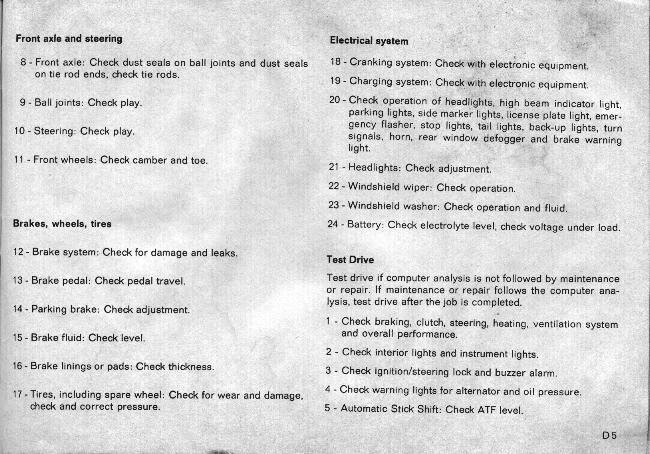 Front axle and steering
8 - Front axle: Check dust seals on ball joints and dust seals
on tie rod ends, check tie rods.
9 - Ball joints: Check play.
10 - Steering: Check play.
11 - Front wheels: Check camber and toe.
Brakes, wheels, tires
12 - Brake system: Check for damage and leaks.
13 - Brake pedal: Check pedal travel.
14 - Parking brake: Check adjustment.
15 - Brake fluid: Check level.
16 - Brake linings or pads: Check thickness.
17 - Tires, including spare wheel: Check for wear and damage,
check and correct pressure.
Electrical system
18 - Cranking system: Check with electronic equipment.
19 - Charging system: Check with electronic equipment.
20 - Check operation of headlights, high beam indicator light,
parking lights, side marker lights, license plate light, emer-
gency flasher, stop lights, tail lights, back-up lights, turn
signals, horn, rear window defogger and brake warning
light.
21 - Headlights: Check adjustment.
22 - Windshield wiper: Check operation.
23 - Windshield washer: Check operation and fluid.
24 - Battery: Check electrolyte level, check voltage under load.
Test Drive
Test drive if computer analysis is not followed by maintenance
or repair. If maintenance or repair follows the computer ana-
lysis, test drive after the job is completed.
1 - Check braking, clutch, steering, heating, ventilation system
and overall performance.
2 - Check interior lights and instrument lights.
3 - Check ignition/steering lock and buzzer alarm.
4 - Check warning lights for alternator and oil pressure.
5 - Automatic Stick Shift: Check ATF level.
D 5